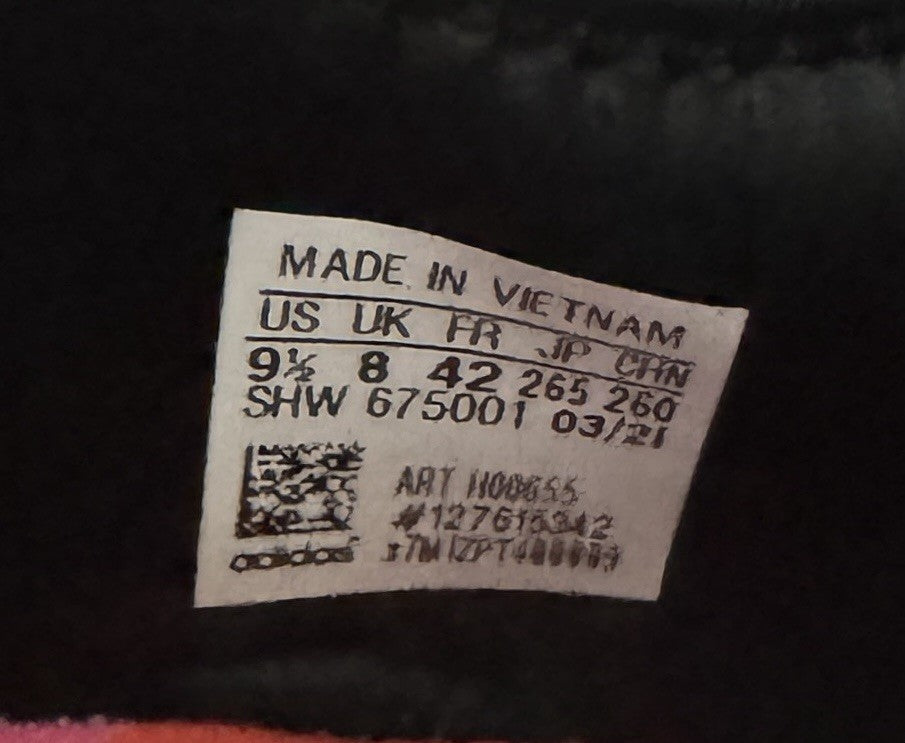 MADE IN VIETNAM
US UK FR JP CHN
9½ 8 42 265 260
SHW 675001 03/21
ART
#127615342
adidas